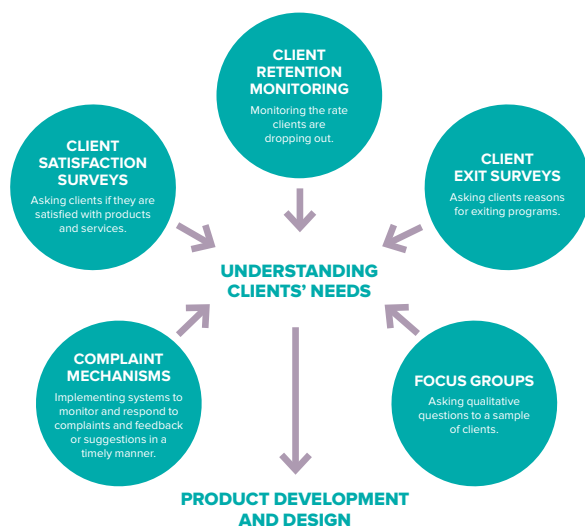 CLIENT
RETENTION
MONITORING
Monitoring the rate
clients are
dropping out.
CLIENT
SATISFACTION
SURVEYS
Asking clients if they are
satisfied with products
and services.
CLIENT
EXIT SURVEYS
Asking clients reasons
for exiting programs.
UNDERSTANDING
CLIENTS’ NEEDS
COMPLAINT
MECHANISMS
Implementing systems to
monitor and respond to
complaints and feedback
or suggestions in a
timely manner.
FOCUS GROUPS
Asking qualitative
questions to a sample
of clients.
PRODUCT DEVELOPMENT
AND DESIGN